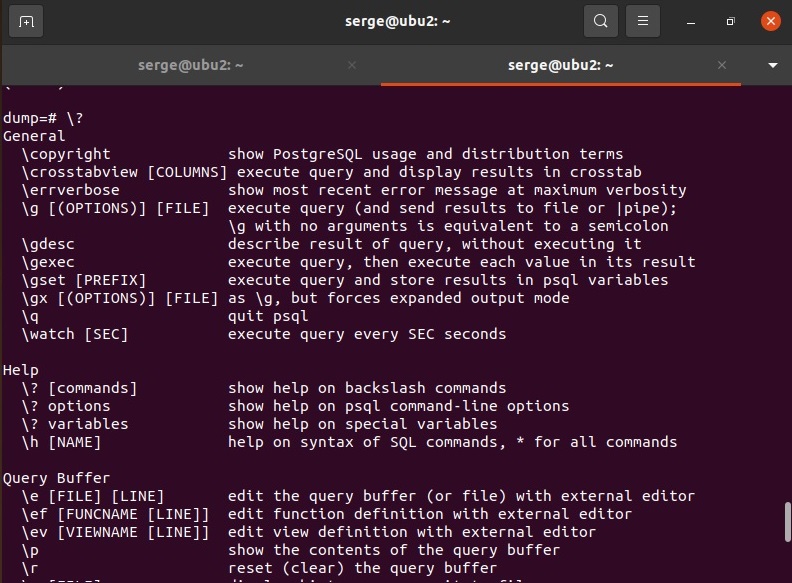 serge@ubu2: ~
serge@ubu2: ~
serge@ubu2: ~
dump=# \?
General
  \copyright             show PostgreSQL usage and distribution terms
  \crosstabview [COLUMNS] execute query and display results in crosstab
  \errverbose            show most recent error message at maximum verbosity
  \g [(OPTIONS)] [FILE]  execute query (and send results to file or |pipe);
                         \g with no arguments is equivalent to a semicolon
  \gdesc                 describe result of query, without executing it
  \gexec                 execute query, then execute each value in its result
  \gset [PREFIX]         execute query and store results in psql variables
  \gx [(OPTIONS)] [FILE] as \g, but forces expanded output mode
  \q                     quit psql
  \watch [SEC]           execute query every SEC seconds
Help
  \? [commands]          show help on backslash commands
  \? options             show help on psql command-line options
  \? variables           show help on special variables
  \h [NAME]              help on syntax of SQL commands, * for all commands
Query Buffer
  \e [FILE] [LINE]       edit the query buffer (or file) with external editor
  \ef [FUNCNAME [LINE]]  edit function definition with external editor
  \ev [VIEWNAME [LINE]]  edit view definition with external editor
  \p                     show the contents of the query buffer
  \r                     reset (clear) the query buffer